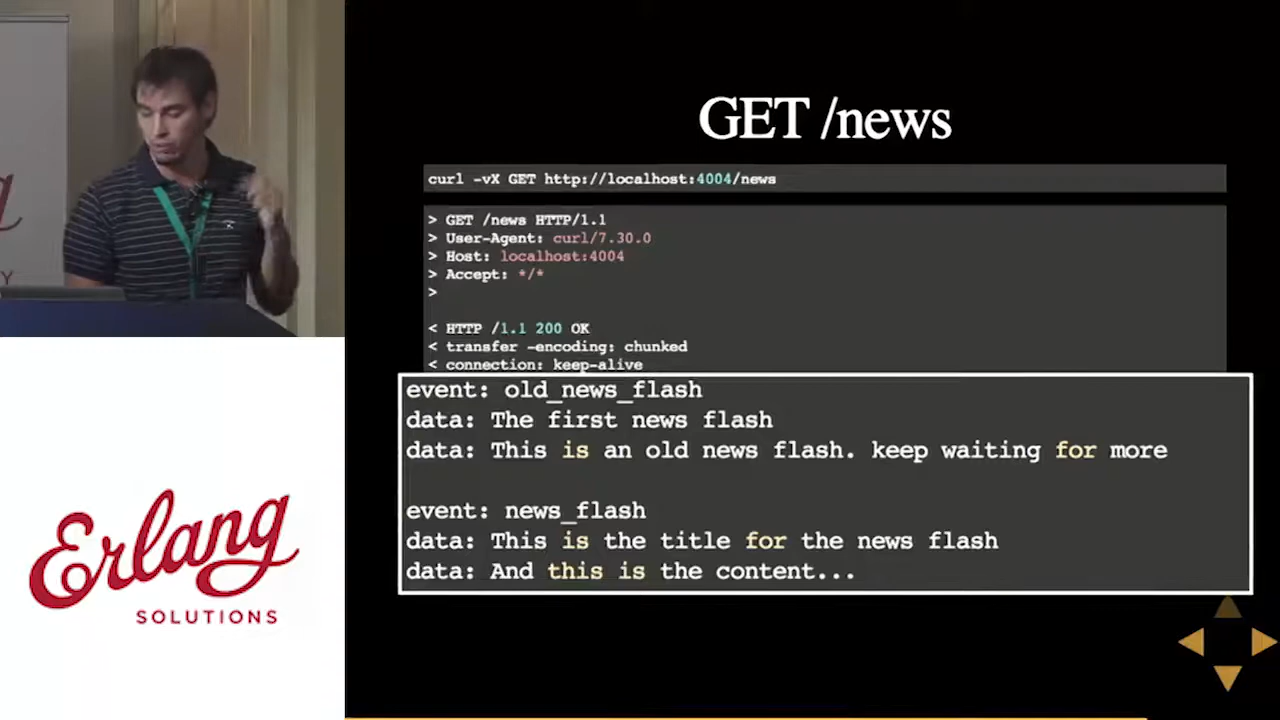 GET /news
curl -vX GET http://localhost:4004/news
> GET /news HTTP/1.1
> User-Agent: curl/7.30.0
> Host: localhost:4004
> Accept: */*
>
< HTTP /1.1 200 OK
< transfer -encoding: chunked
< connection: keep-alive
event: old_news_flash
data: The first news flash
data: This is an old news flash. keep waiting for more
event: news_flash
data: This is the title for the news flash
data: And this is the content...
Erlang
SOLUTIONS